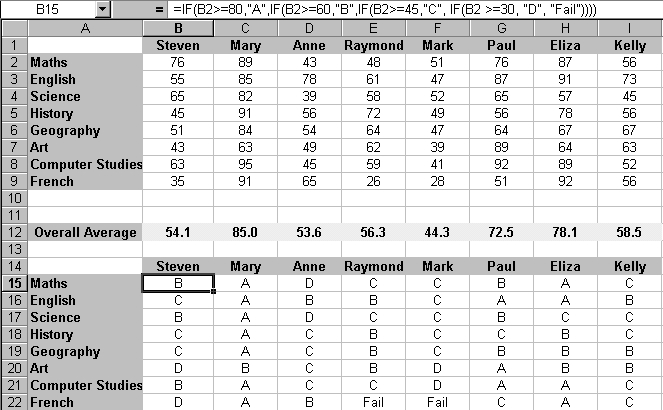 B15 = =IF(B2>=80,"A",IF(B2>=60,"B",IF(B2>=45,"C", IF(B2 >=30, "D", "Fail"))))
A B C D E F G H I
1 Steven Mary Anne Raymond Mark Paul Eliza Kelly
2 Maths 76 89 43 48 51 76 87 56
3 English 55 85 78 61 47 87 91 73
4 Science 65 82 39 58 52 65 57 45
5 History 45 91 56 72 49 56 78 56
6 Geography 51 84 54 64 47 64 67 67
7 Art 43 63 49 62 39 89 64 63
8 Computer Studies 63 95 45 59 41 92 89 52
9 French 35 91 65 26 28 51 92 56
10
11
12 Overall Average 54.1 85.0 53.6 56.3 44.3 72.5 78.1 58.5
13
14 Steven Mary Anne Raymond Mark Paul Eliza Kelly
15 Maths B A D C C B A C
16 English C A B B C A A B
17 Science B A D C C B C C
18 History C A C B C C B C
19 Geography C A C B C B B B
20 Art D B C B D A B B
21 Computer Studies B A C C D A A C
22 French D A B Fail Fail C A C